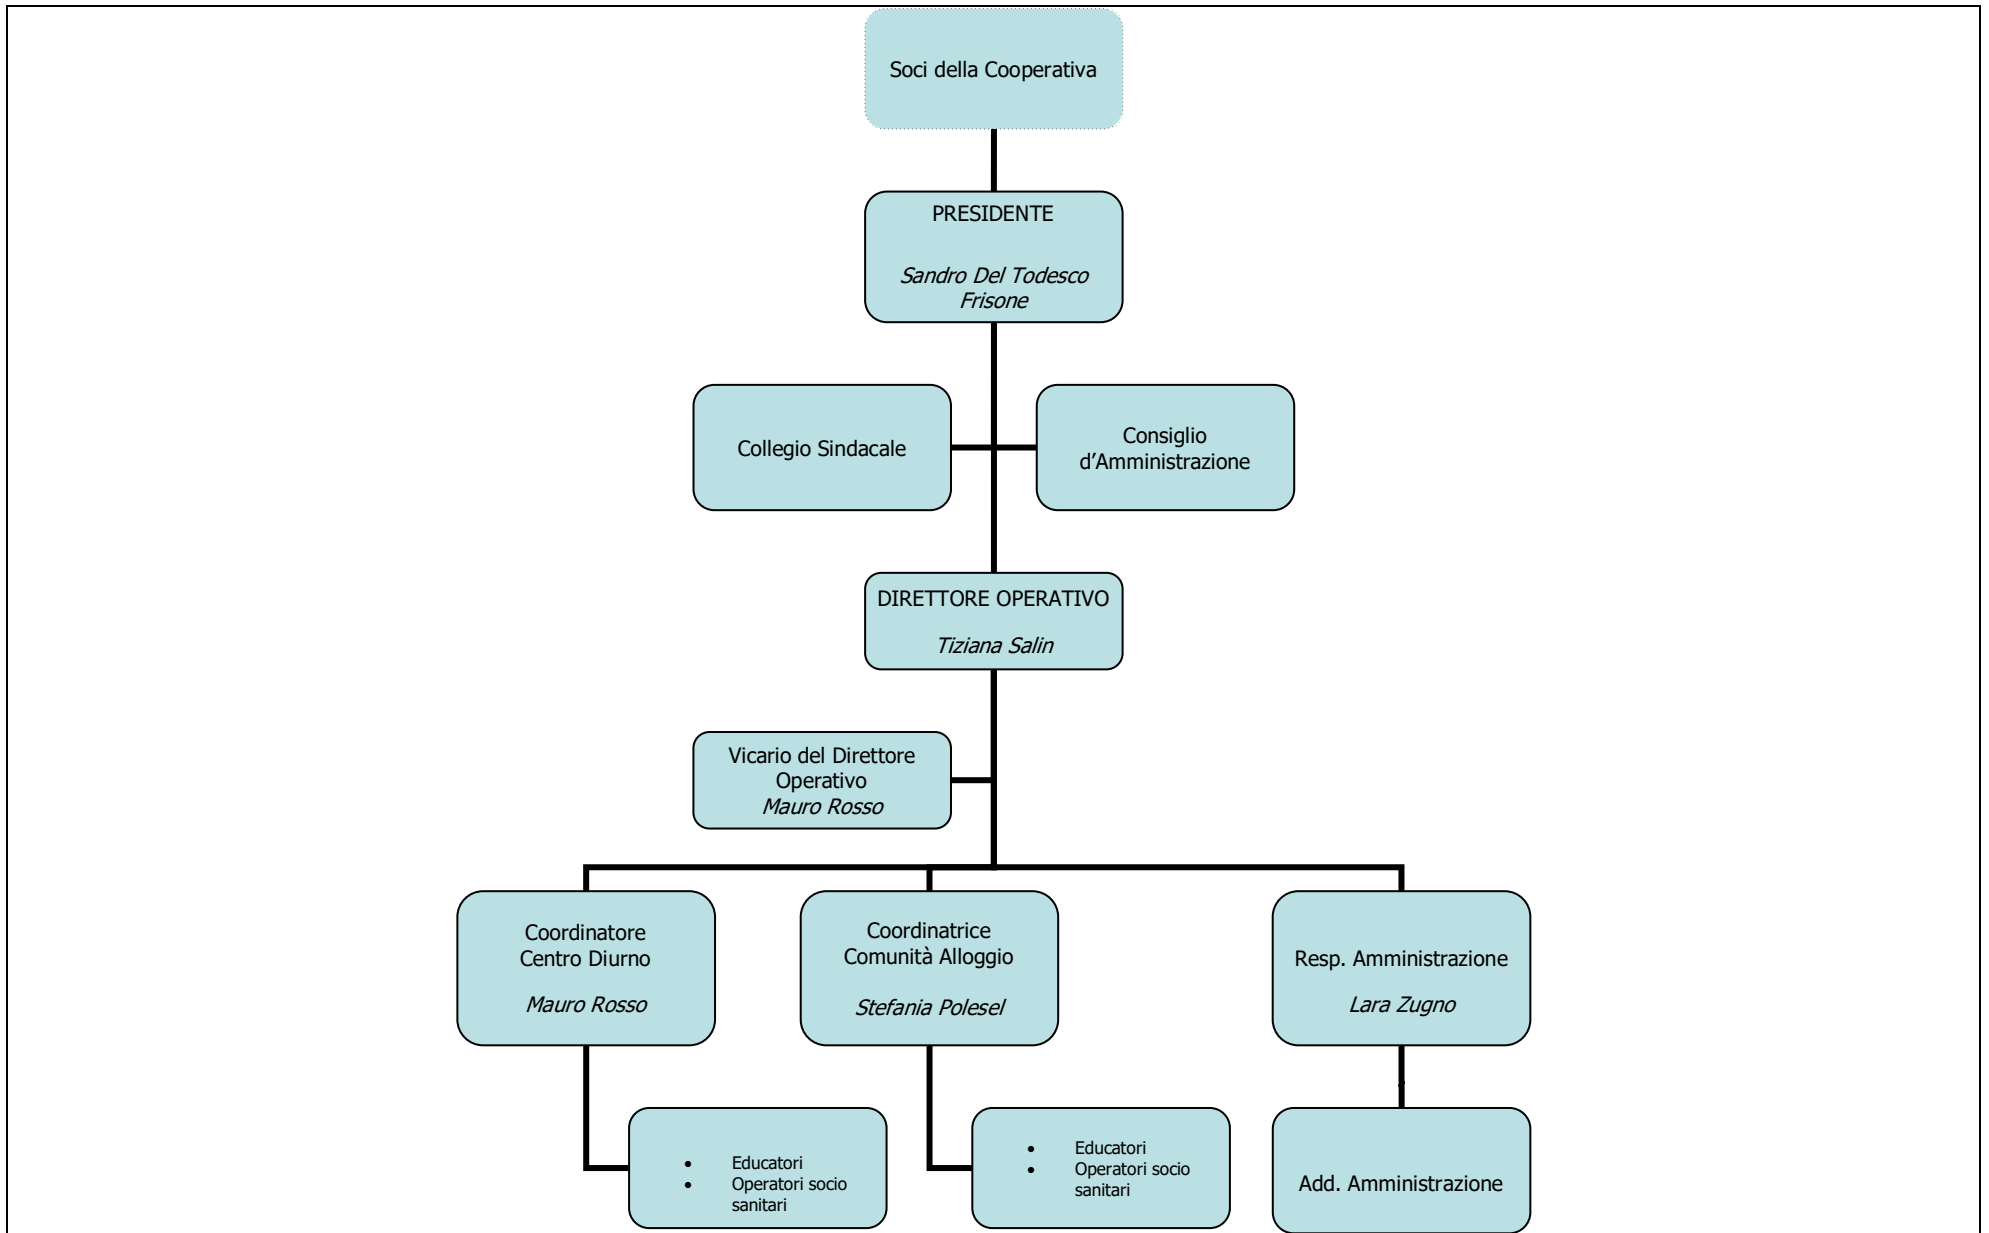 Soci della Cooperativa
PRESIDENTE
Sandro Del Todesco
Frisone
Collegio Sindacale
Consiglio
d’Amministrazione
DIRETTORE OPERATIVO
Tiziana Salin
Vicario del Direttore
Operativo
Mauro Rosso
Coordinatore
Centro Diurno
Mauro Rosso
Coordinatrice
Comunità Alloggio
Stefania Polesel
Resp. Amministrazione
Lara Zugno
• Educatori
• Operatori socio
sanitari
• Educatori
• Operatori socio
sanitari
Add. Amministrazione